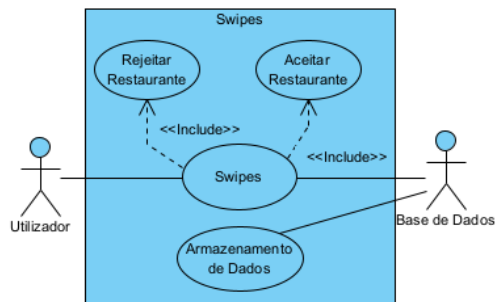 Swipes
Rejeitar
Restaurante
Aceitar
Restaurante
<<Include>>
<<Include>>
Swipes
Utilizador
Base de Dados
Armazenamento
de Dados